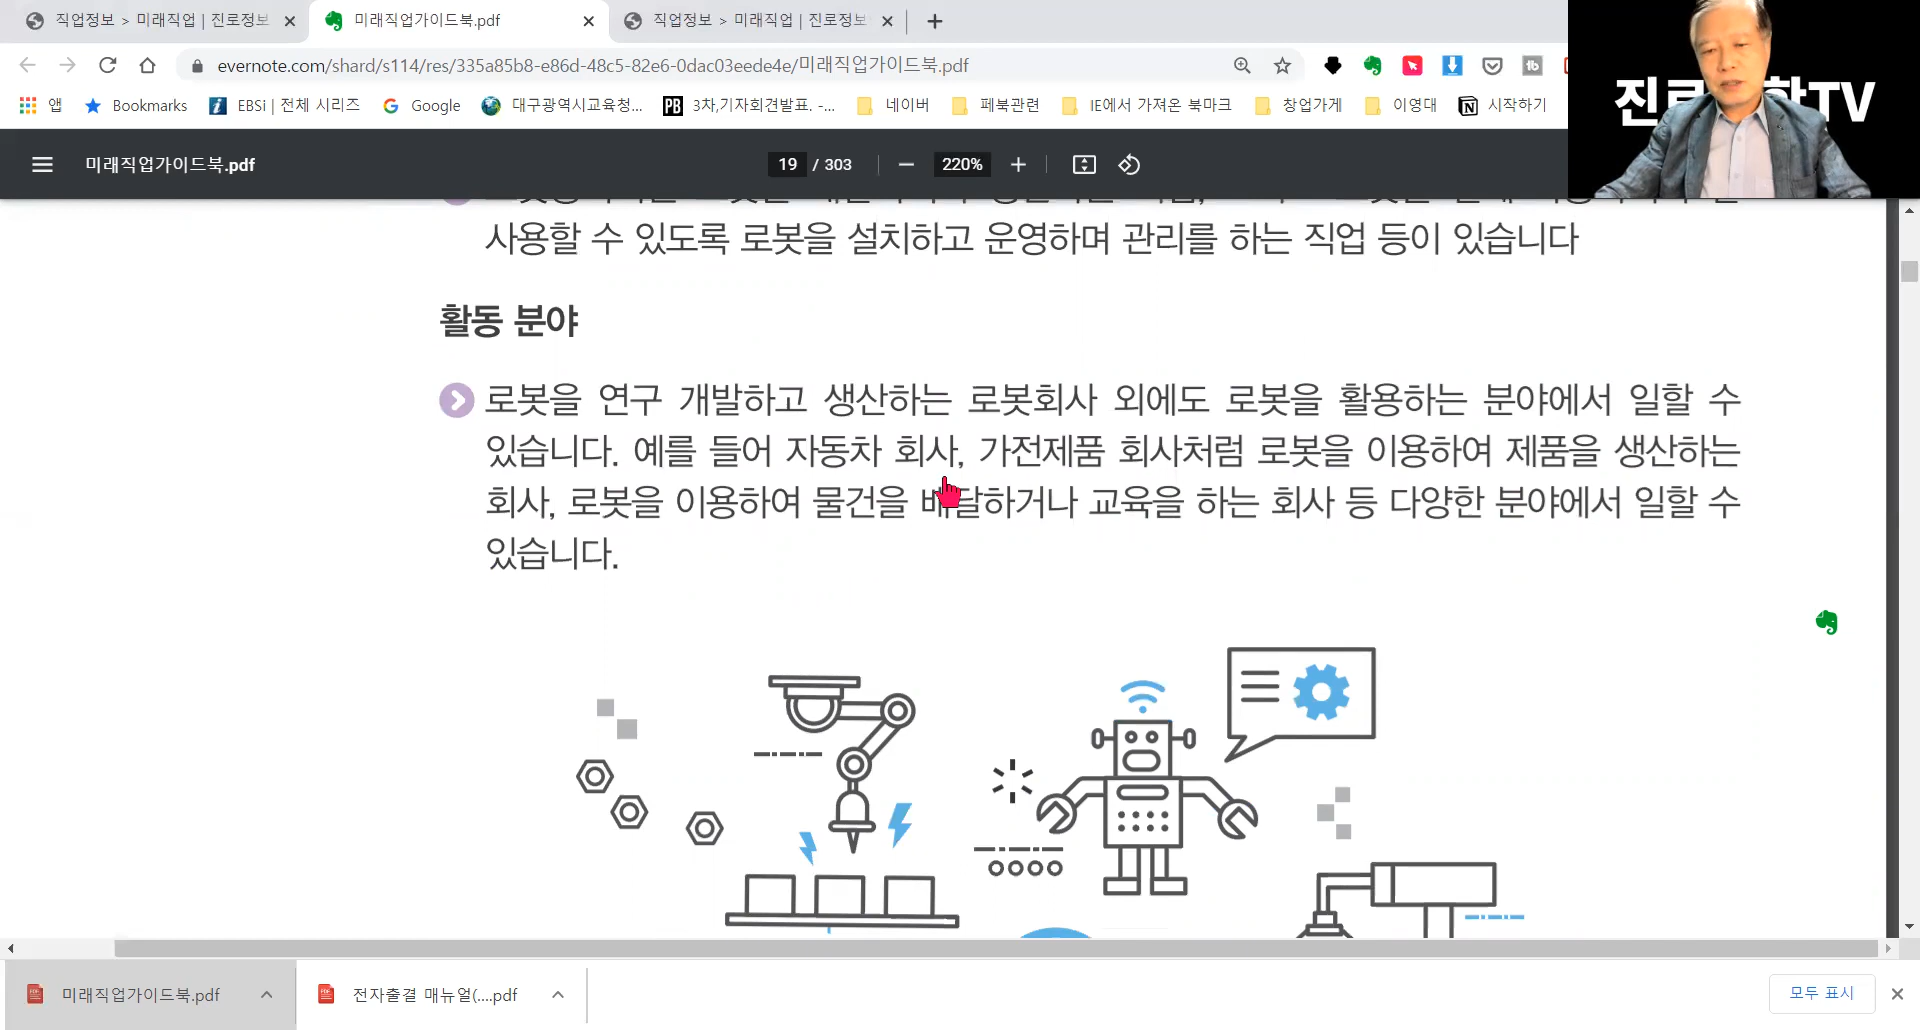 직업정보 > 미래직업 | 진로정보
미래직업가이드북.pdf
직업정보 > 미래직업 | 진로정보
evernote.com/shard/s114/res/335a85b8-e86d-48c5-82e6-0dac03eede4e/미래직업가이드북.pdf
앱
Bookmarks
EBSi | 전체 시리즈
Google
대구광역시교육청...
PB 3차,기자회견발표. -...
네이버
페북관련
IE에서 가져온 북마크
창업가게
이영대
시작하기
TV
미래직업가이드북.pdf
19 / 303
220%
사용할 수 있도록 로봇을 설치하고 운영하며 관리를 하는 직업 등이 있습니다
활동 분야
로봇을 연구 개발하고 생산하는 로봇회사 외에도 로봇을 활용하는 분야에서 일할 수
있습니다. 예를 들어 자동차 회사, 가전제품 회사처럼 로봇을 이용하여 제품을 생산하는
회사, 로봇을 이용하여 물건을 배달하거나 교육을 하는 회사 등 다양한 분야에서 일할 수
있습니다.
미래직업가이드북.pdf
전자출결 매뉴얼(....pdf
모두 표시